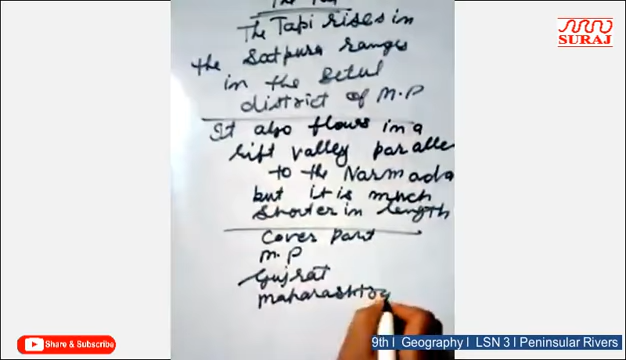 The Tapi rises in
the Satpura ranges
in the Betul
district of M.P
It also flows in a
rift valley paralle
to the Narmada
but it is much
shoter in length
Cover part
M.P
Gujrat
Maharashtra
SURAJ
Share & Subscribe
9th I Geography I LSN 3 I Peninsular Rivers